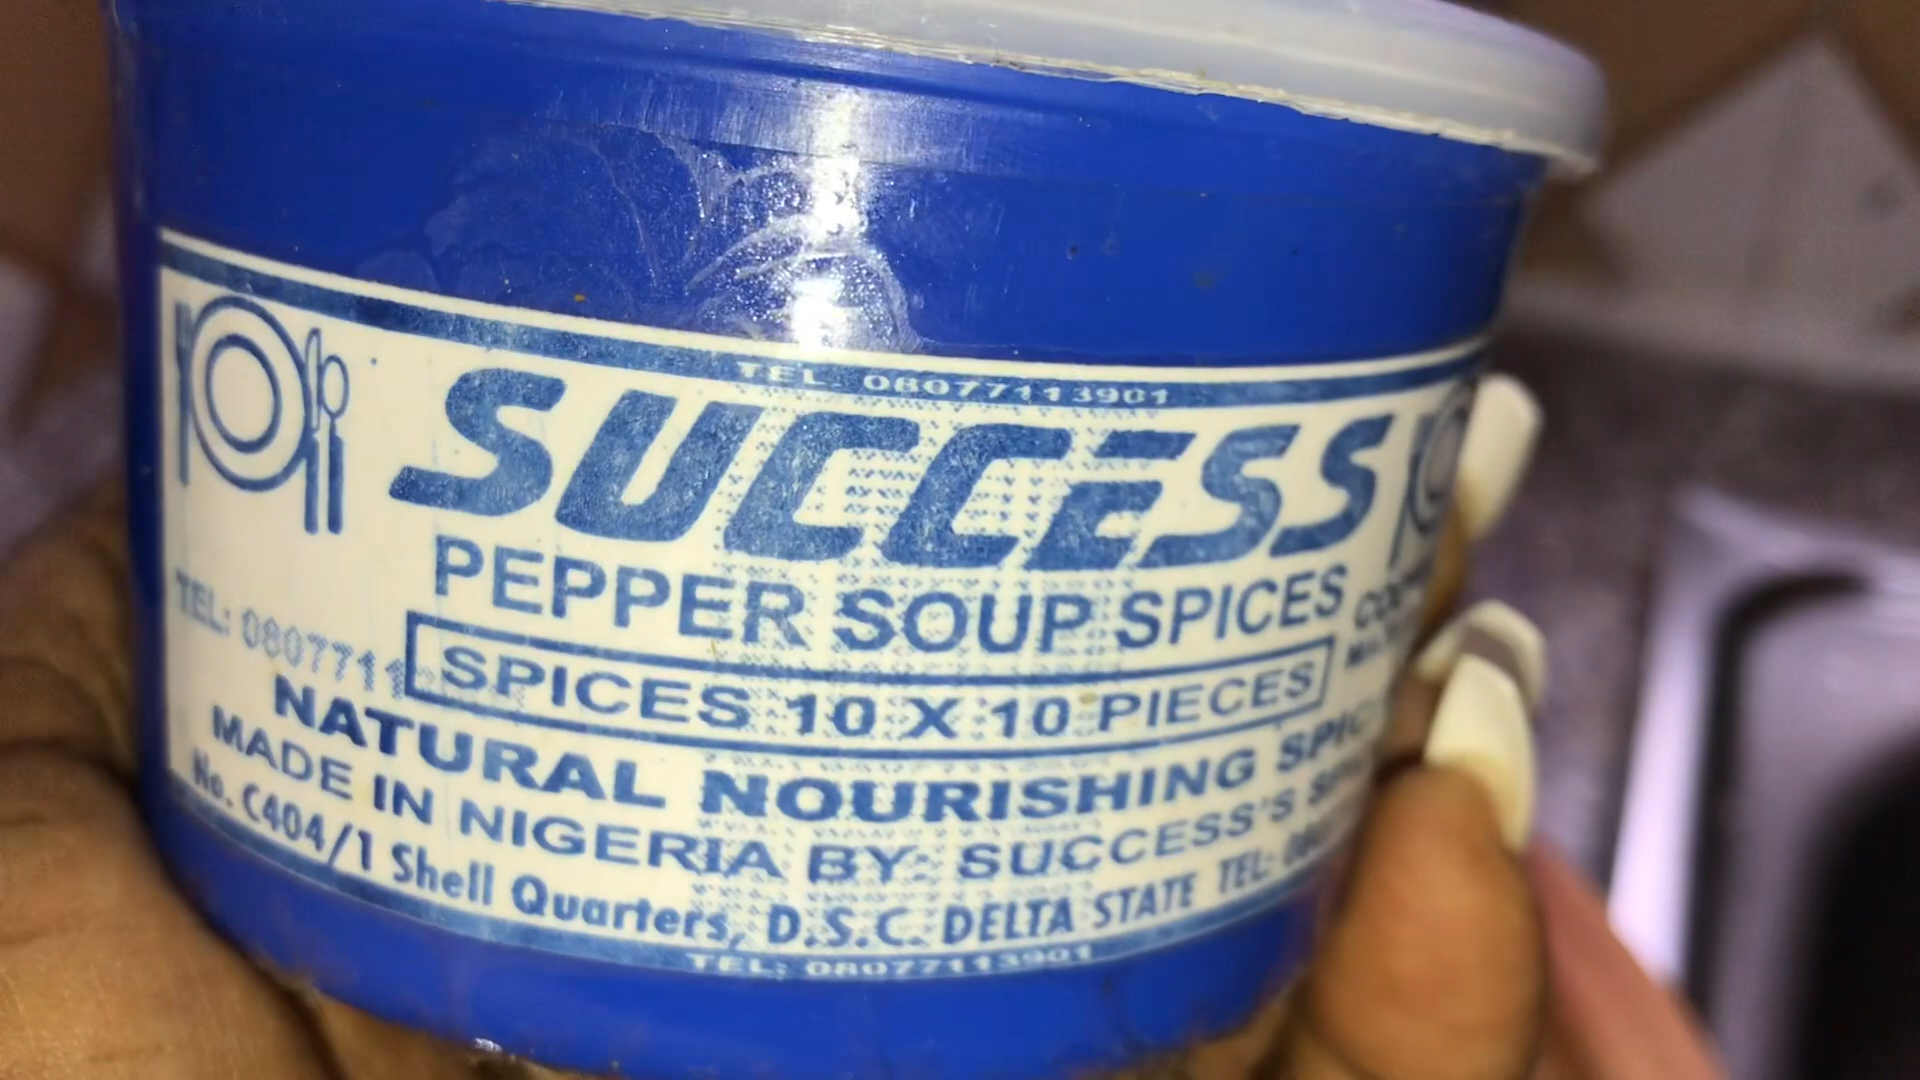 TEL: 08077113901
SUCCESS
PEPPER SOUP SPICES
TEL: 0807711
SPICES 10 X 10 PIECES
NATURAL NOURISHING
MADE IN NIGERIA BY: SUCCESS'S
No. C404/1 Shell Quarters, D.S.C. DELTA STATE TEL:
TEL: 08077113901